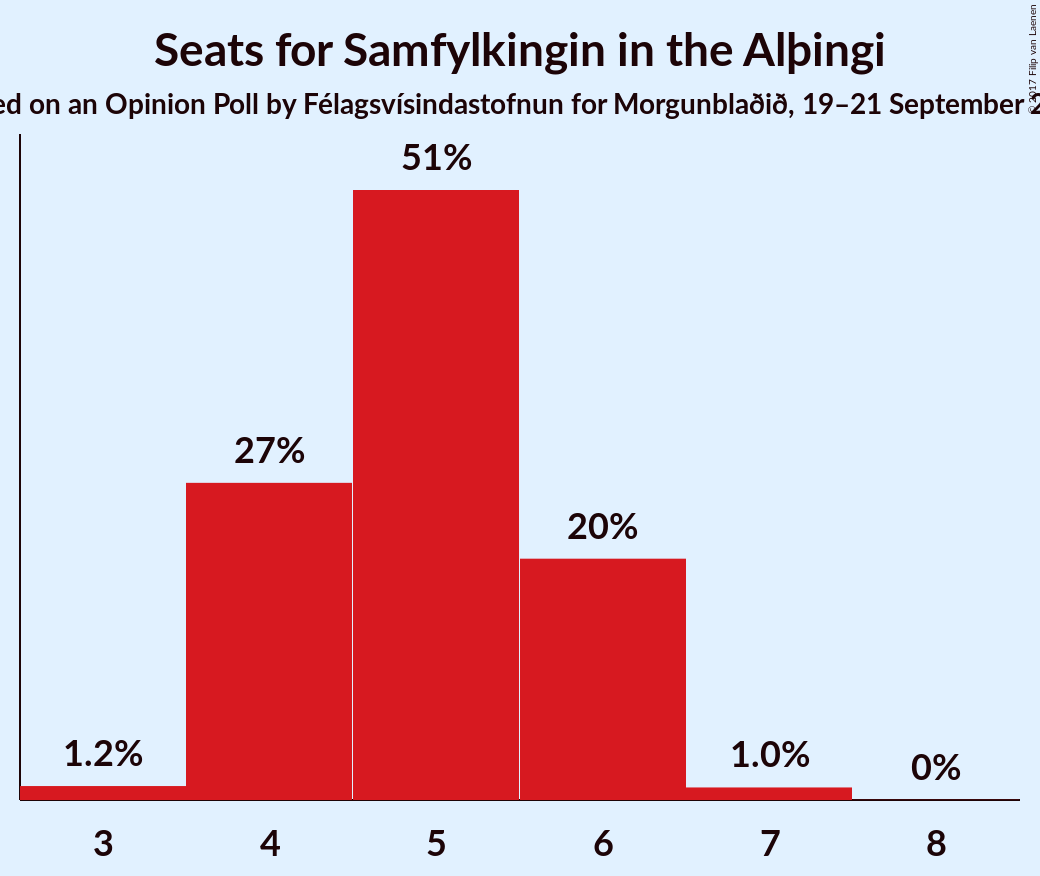 Seats for Samfylkingin in the Alþingi
ed on an Opinion Poll by Félagsvísindastofnun for Morgunblaðið, 19–21 September
© 2017 Filip van Laenen
51%
27%
20%
1.2%
1.0%
0%
3 4 5 6 7 8